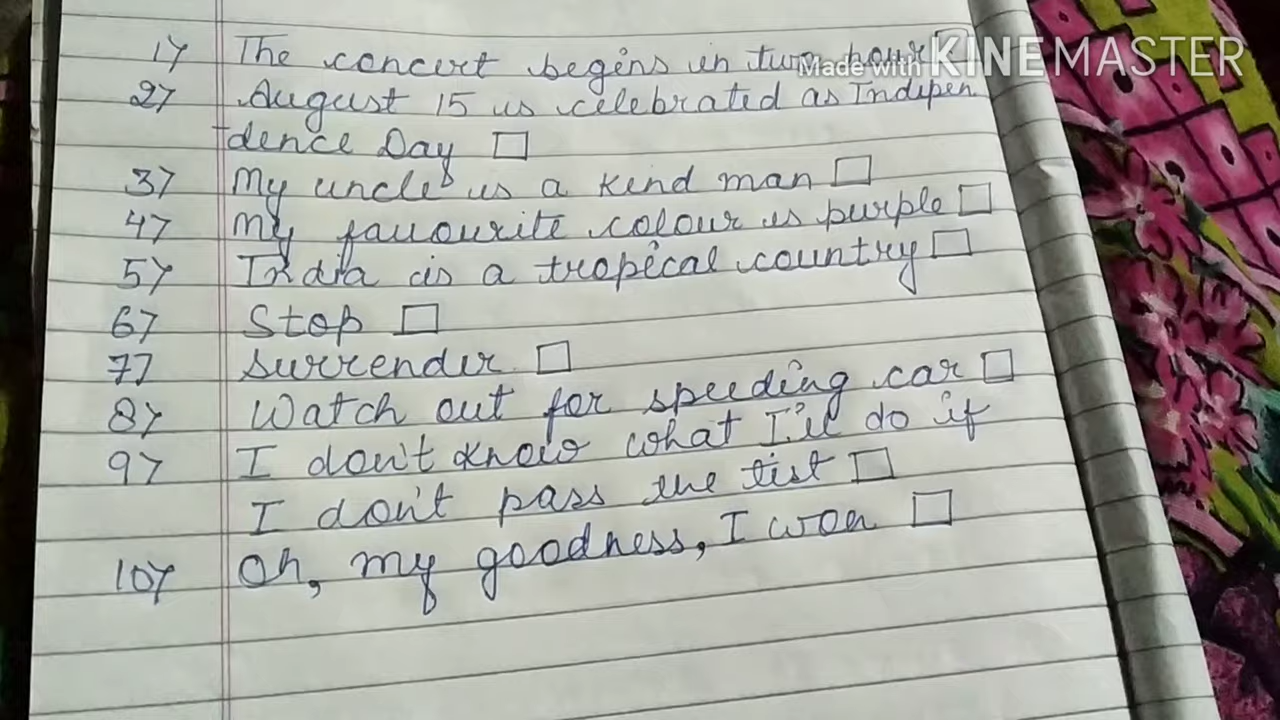 1) The concert begins in two hour
Made with KINEMASTER
2) August 15 is celebrated as Indepen
dence Day
3) My uncle is a kind man
4) My favourite colour is purple
5) India is a tropical country
6) Stop
7) Surrender
8) Watch out for speeding car
9) I don't know what I'll do if
I don't pass the test
10) Oh, my goodness, I won